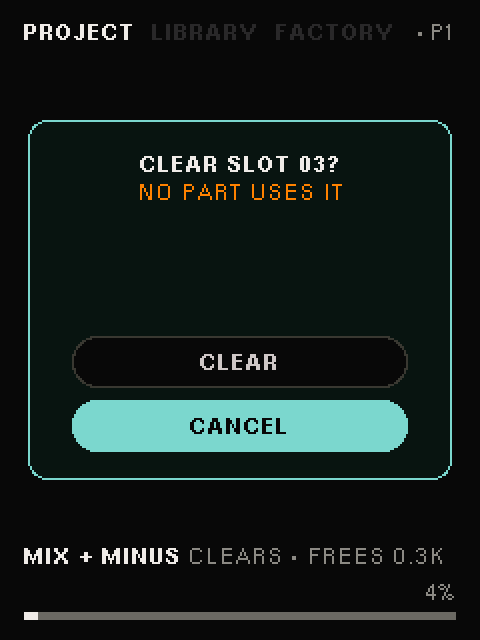 PROJECT LIBRARY FACTORY · P1
CLEAR SLOT 03?
NO PART USES IT
CLEAR
CANCEL
MIX + MINUS CLEARS · FREES 0.3K
4%